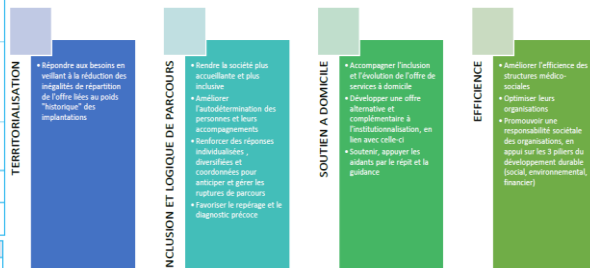 TERRITORIALISATION
• Répondre aux besoins en
veillant à la réduction des
inégalités de répartition
de l'offre liées au poids
"historique" des
implantations
NCLUSION ET LOGIQUE DE PARCOURS
• Rendre la société plus
accueillante et plus
inclusive
• Améliorer
l'autodétermination des
personnes et leurs
accompagnements
• Renforcer des réponses
individualisées ,
diversifiées et
coordonnées pour
anticiper et gérer les
ruptures de parcours
• Favoriser le repérage et le
diagnostic précoce
SOUTIEN A DOMICILE
• Accompagner l'inclusion
et l'évolution de l'offre de
services à domicile
• Développer une offre
alternative et
complémentaire à
l'institutionnalisation, en
lien avec celle-ci
• Soutenir, appuyer les
aidants par le répit et la
guidance
EFFICIENCE
• Améliorer l'efficience des
structures médico-
sociales
• Optimiser leurs
organisations
• Promouvoir une
responsabilité sociétale
des organisations, en
appui sur les 3 piliers du
développement durable
(social, environnemental,
financier)